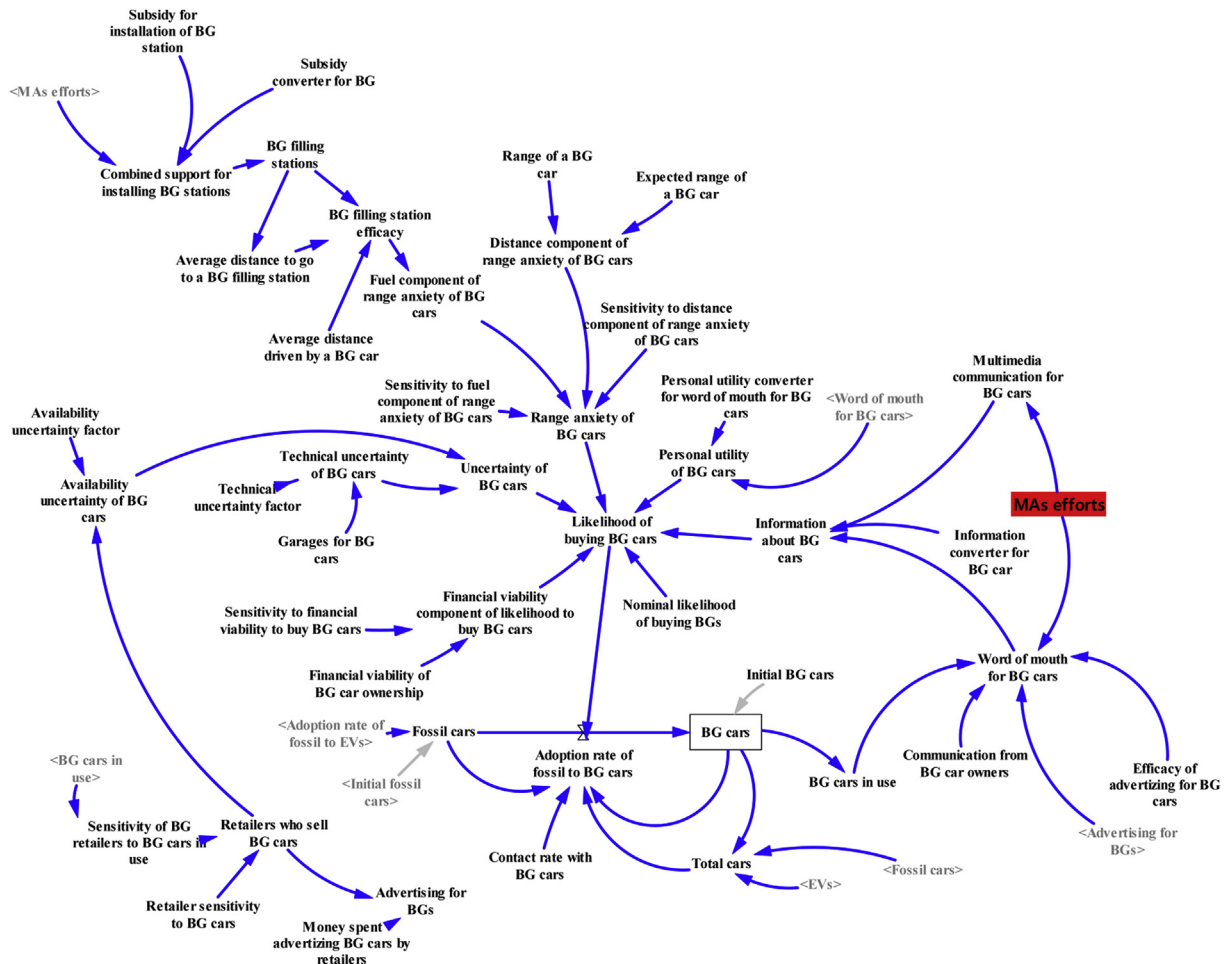 Subsidy for
installation of BG
station
Subsidy
converter for BG
<MAs efforts>
Combined support for
installing BG stations
BG filling
stations
Range of a BG
car
Expected range of
a BG car
BG filling station
efficacy
Average distance to go
to a BG filling station
Distance component of
range anxiety of BG cars
Fuel component of
range anxiety of BG
cars
Average distance
driven by a BG car
Sensitivity to distance
component of range anxiety
of BG cars
Sensitivity to fuel
component of range
anxiety of BG cars
Range anxiety of
BG cars
Personal utility converter
for word of mouth for BG
cars
<Word of mouth
for BG cars>
Multimedia
communication for
BG cars
Availability
uncertainty factor
Availability
uncertainty of BG
cars
Technical uncertainty
of BG cars
Technical
uncertainty factor
Uncertainty of
BG cars
Personal utility
of BG cars
MAs efforts
Garages for BG
cars
Likelihood of
buying BG cars
Information
about BG
cars
Information
converter for
BG car
Financial viability
component of likelihood to
buy BG cars
Sensitivity to financial
viability to buy BG cars
Nominal likelihood
of buying BGs
Financial viability of
BG car ownership
Word of mouth
for BG cars
Initial BG cars
<Adoption rate of
fossil to EVs>
Fossil cars
BG cars
<Initial fossil
cars>
Adoption rate of
fossil to BG cars
BG cars in use
Communication from
BG car owners
Efficacy of
advertizing for BG
cars
<BG cars in
use>
Sensitivity of BG
retailers to BG cars in
use
Retailers who sell
BG cars
Contact rate with
BG cars
Total cars
<Fossil cars>
<EVs>
<Advertising for
BGs>
Retailer sensitivity
to BG cars
Advertising for
BGs
Money spent
advertizing BG cars by
retailers